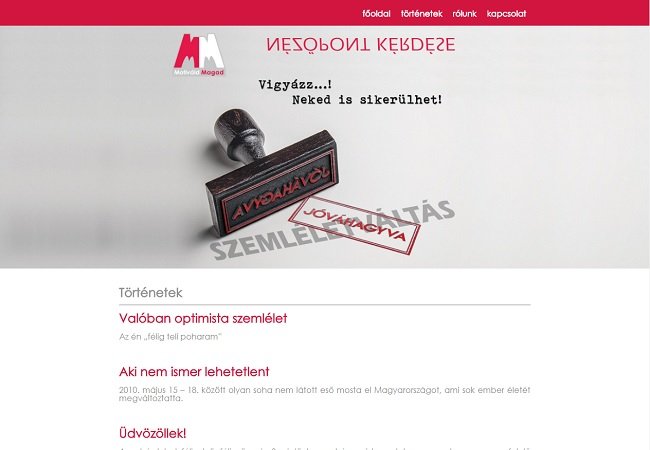 főoldal történetek rólunk kapcsolat
MM
Motiváld Magad
NÉZŐPONT KÉRDÉSE
Vigyázz...!
Neked is sikerülhet!
JÓVÁHAGYVA
JÓVÁHAGYVA
SZEMLÉLETVÁLTÁS
Történetek
Valóban optimista szemlélet
Az én „félig teli poharam"
Aki nem ismer lehetetlent
2010. május 15 – 18. között olyan soha nem látott eső mosta el Magyarországot, ami sok ember életét
megváltoztatta.
Üdvözöllek!